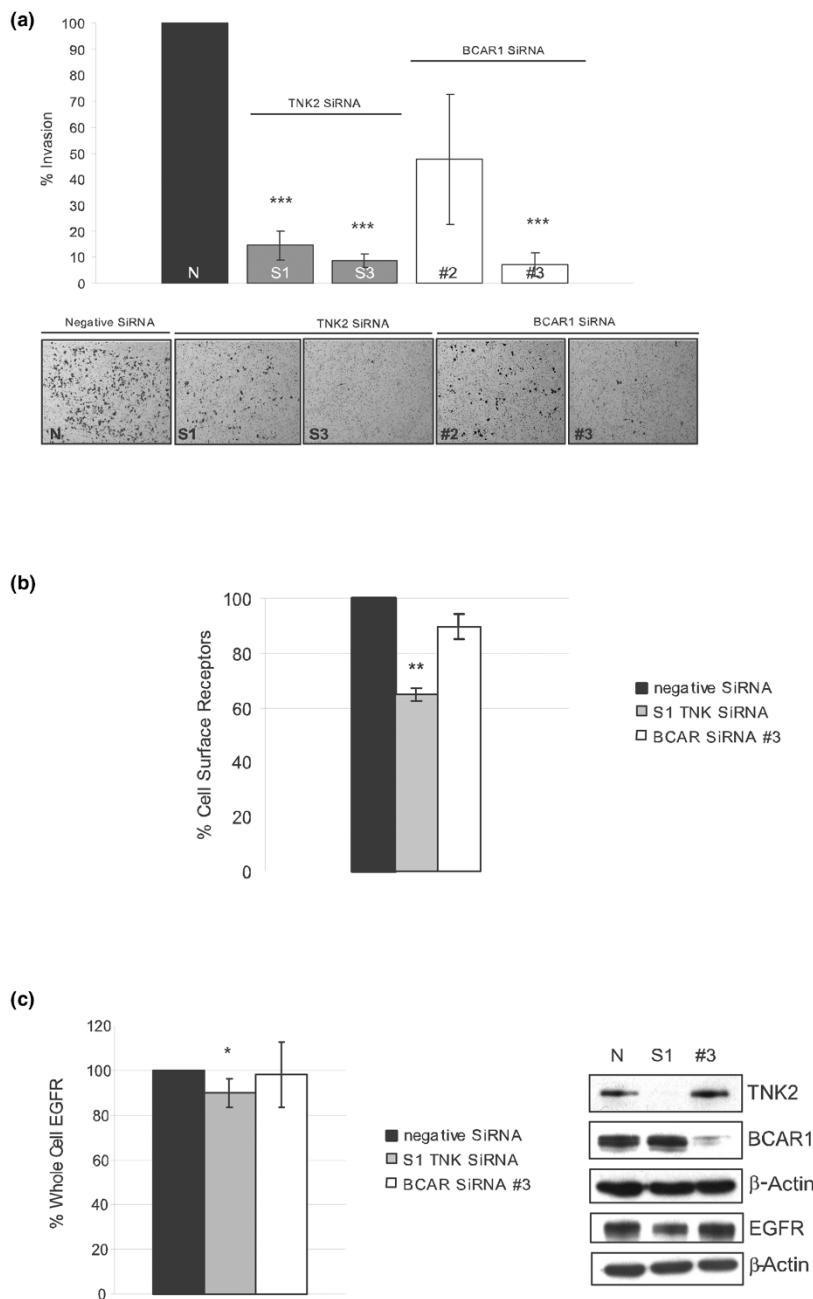 (a)
100
90
80
70
60
50
40
30
20
10
0
% Invasion
BCAR1 SiRNA
TNK2 SiRNA
***
***
***
N
S1
S3
#2
#3
Negative SiRNA
TNK2 SiRNA
BCAR1 SiRNA
N
S1
S3
#2
#3
(b)
100
80
60
40
20
0
% Cell Surface Receptors
**
negative SiRNA
S1 TNK SiRNA
BCAR SiRNA #3
(c)
120
100
80
60
40
20
0
% Whole Cell EGFR
*
negative SiRNA
S1 TNK SiRNA
BCAR SiRNA #3
N S1 #3
TNK2
BCAR1
β-Actin
EGFR
β-Actin